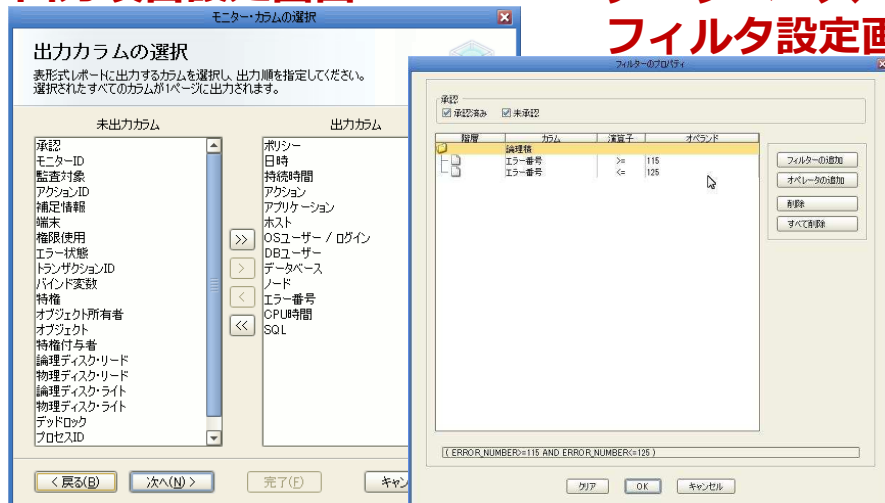 モニター・カラムの選択
出力カラムの選択
表形式レポートに出力するカラムを選択し、出力順を指定してください。
選択されたすべてのカラムが1ページに出力されます。
未出力カラム
承認
モニターID
監査対象
アクションID
補足情報
端末
権限使用
エラー状態
トランザクションID
バインド変数
特権
オブジェクト所有者
オブジェクト
特権付与者
論理ディスク・リード
物理ディスク・リード
論理ディスク・ライト
物理ディスク・ライト
デッドロック
プロセスID
>>
>
<
<<
出力カラム
ポリシー
日時
持続時間
アクション
アプリケーション
ホスト
OSユーザー / ログイン
DBユーザー
データベース
ノード
エラー番号
CPU時間
SQL
< 戻る(B)
次へ(N) >
完了(F)
キャン
フィルタ設定画
フィルターのプロパティ
承認
承認済み 未承認
階層 カラム 演算子 オペランド
論理積
エラー番号 >= 115
エラー番号 <= 125
フィルターの追加
オペレータの追加
削除
すべて削除
( ERROR_NUMBER>=115 AND ERROR_NUMBER<=125 )
クリア OK キャンセル